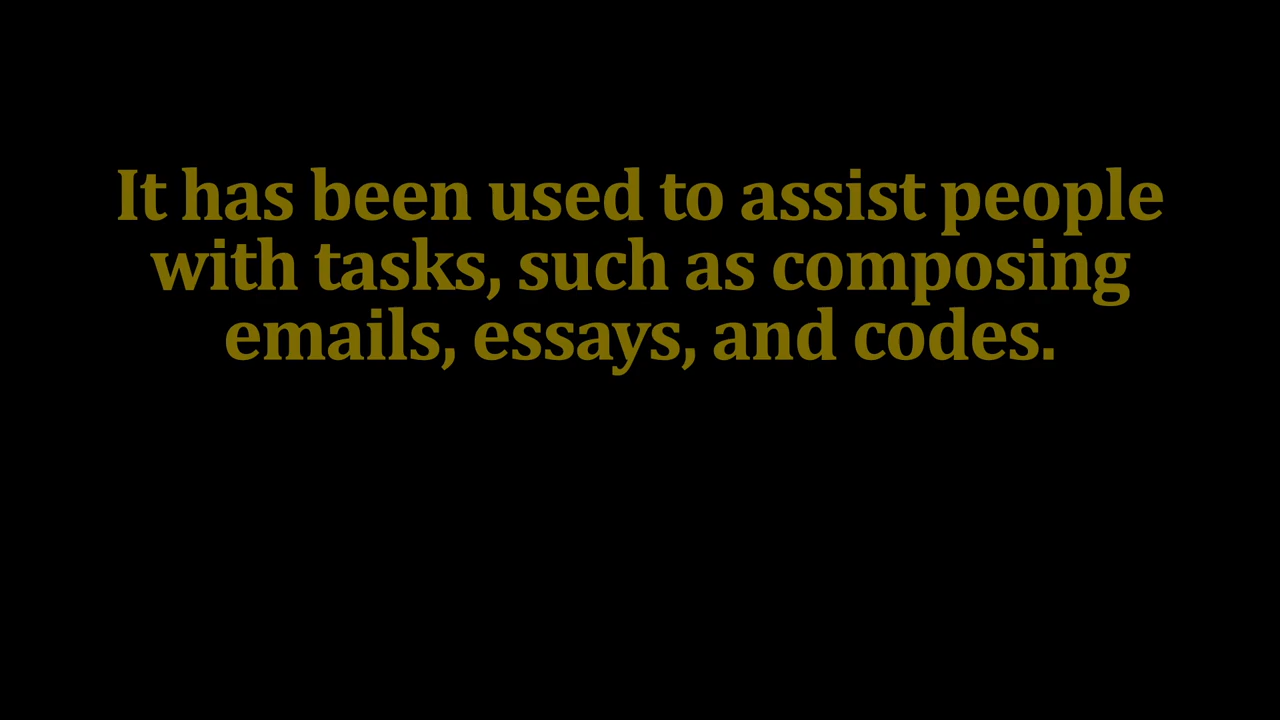 It has been used to assist people
with tasks, such as composing
emails, essays, and codes.